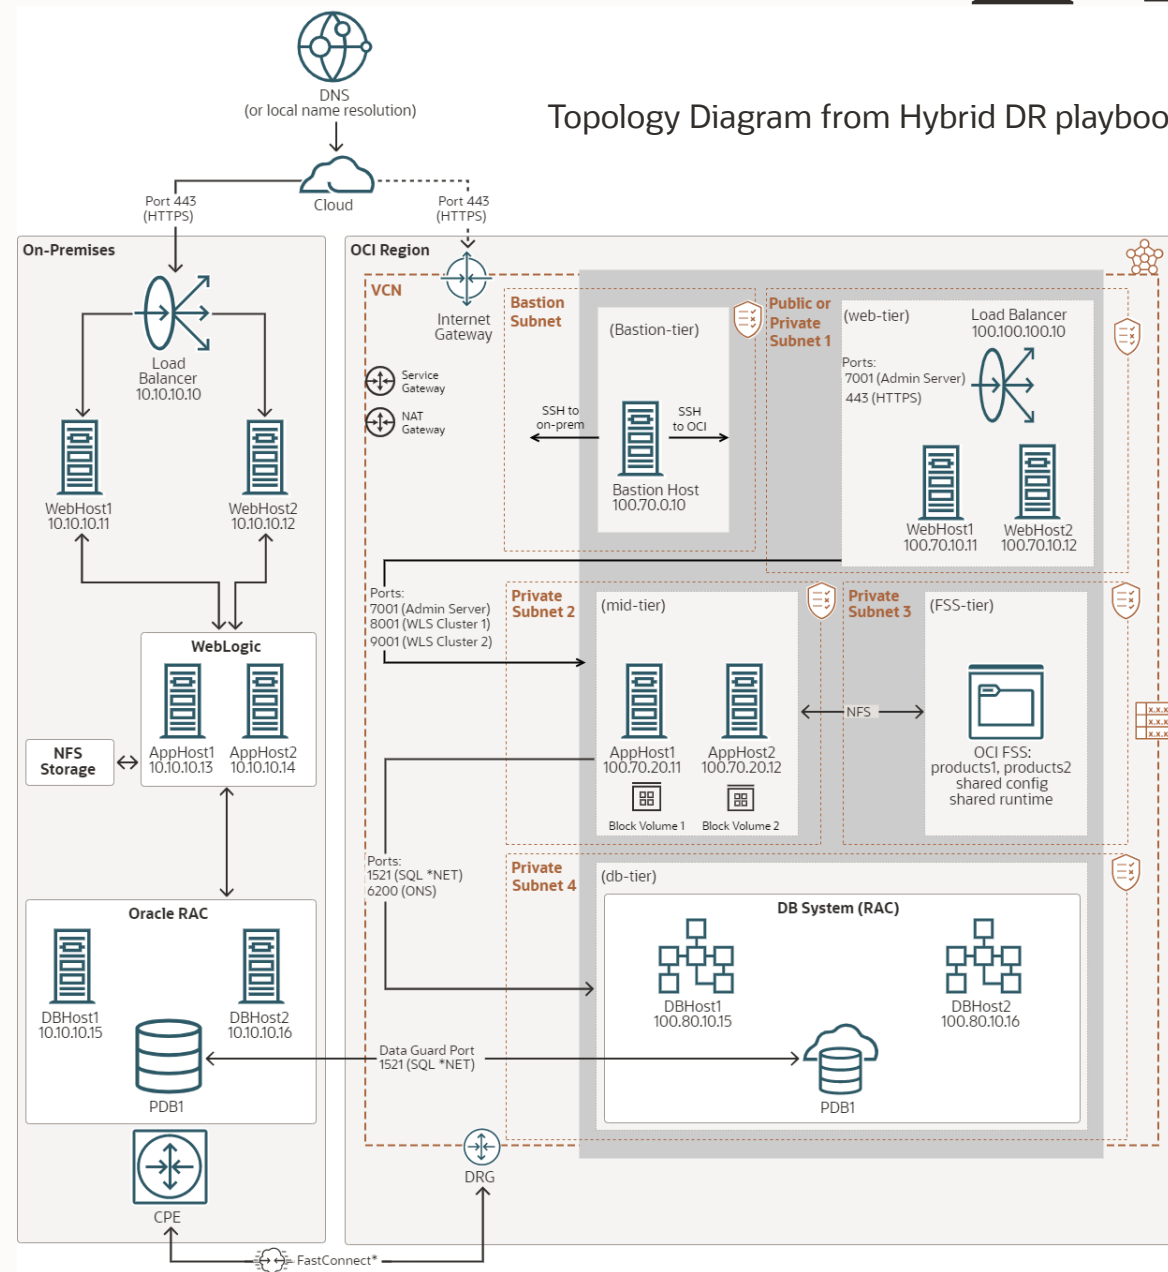 DNS
(or local name resolution)
Topology Diagram from Hybrid DR playboo
Cloud
Port 443
(HTTPS)
Port 443
(HTTPS)
On-Premises
Load
Balancer
10.10.10.10
WebHost1
10.10.10.11
WebHost2
10.10.10.12
WebLogic
AppHost1
10.10.10.13
AppHost2
10.10.10.14
NFS
Storage
Oracle RAC
DBHost1
10.10.10.15
DBHost2
10.10.10.16
PDB1
CPE
FastConnect*
OCI Region
VCN
Internet
Gateway
Service
Gateway
NAT
Gateway
Bastion
Subnet
(Bastion-tier)
SSH to
on-prem
SSH
to OCI
Bastion Host
100.70.0.10
Public or
Private
Subnet 1
(web-tier)
Load Balancer
100.100.100.10
Ports:
7001 (Admin Server)
443 (HTTPS)
WebHost1
100.70.10.11
WebHost2
100.70.10.12
Ports:
7001 (Admin Server)
8001 (WLS Cluster 1)
9001 (WLS Cluster 2)
Private
Subnet 2
(mid-tier)
AppHost1
100.70.20.11
AppHost2
100.70.20.12
Block Volume 1
Block Volume 2
NFS
Private
Subnet 3
(FSS-tier)
OCI FSS:
products1, products2
shared config
shared runtime
x.x.x
x.x.x
x.x.x
Ports:
1521 (SQL *NET)
6200 (ONS)
Private
Subnet 4
(db-tier)
DB System (RAC)
DBHost1
100.80.10.15
DBHost2
100.80.10.16
Data Guard Port
1521 (SQL *NET)
PDB1
DRG